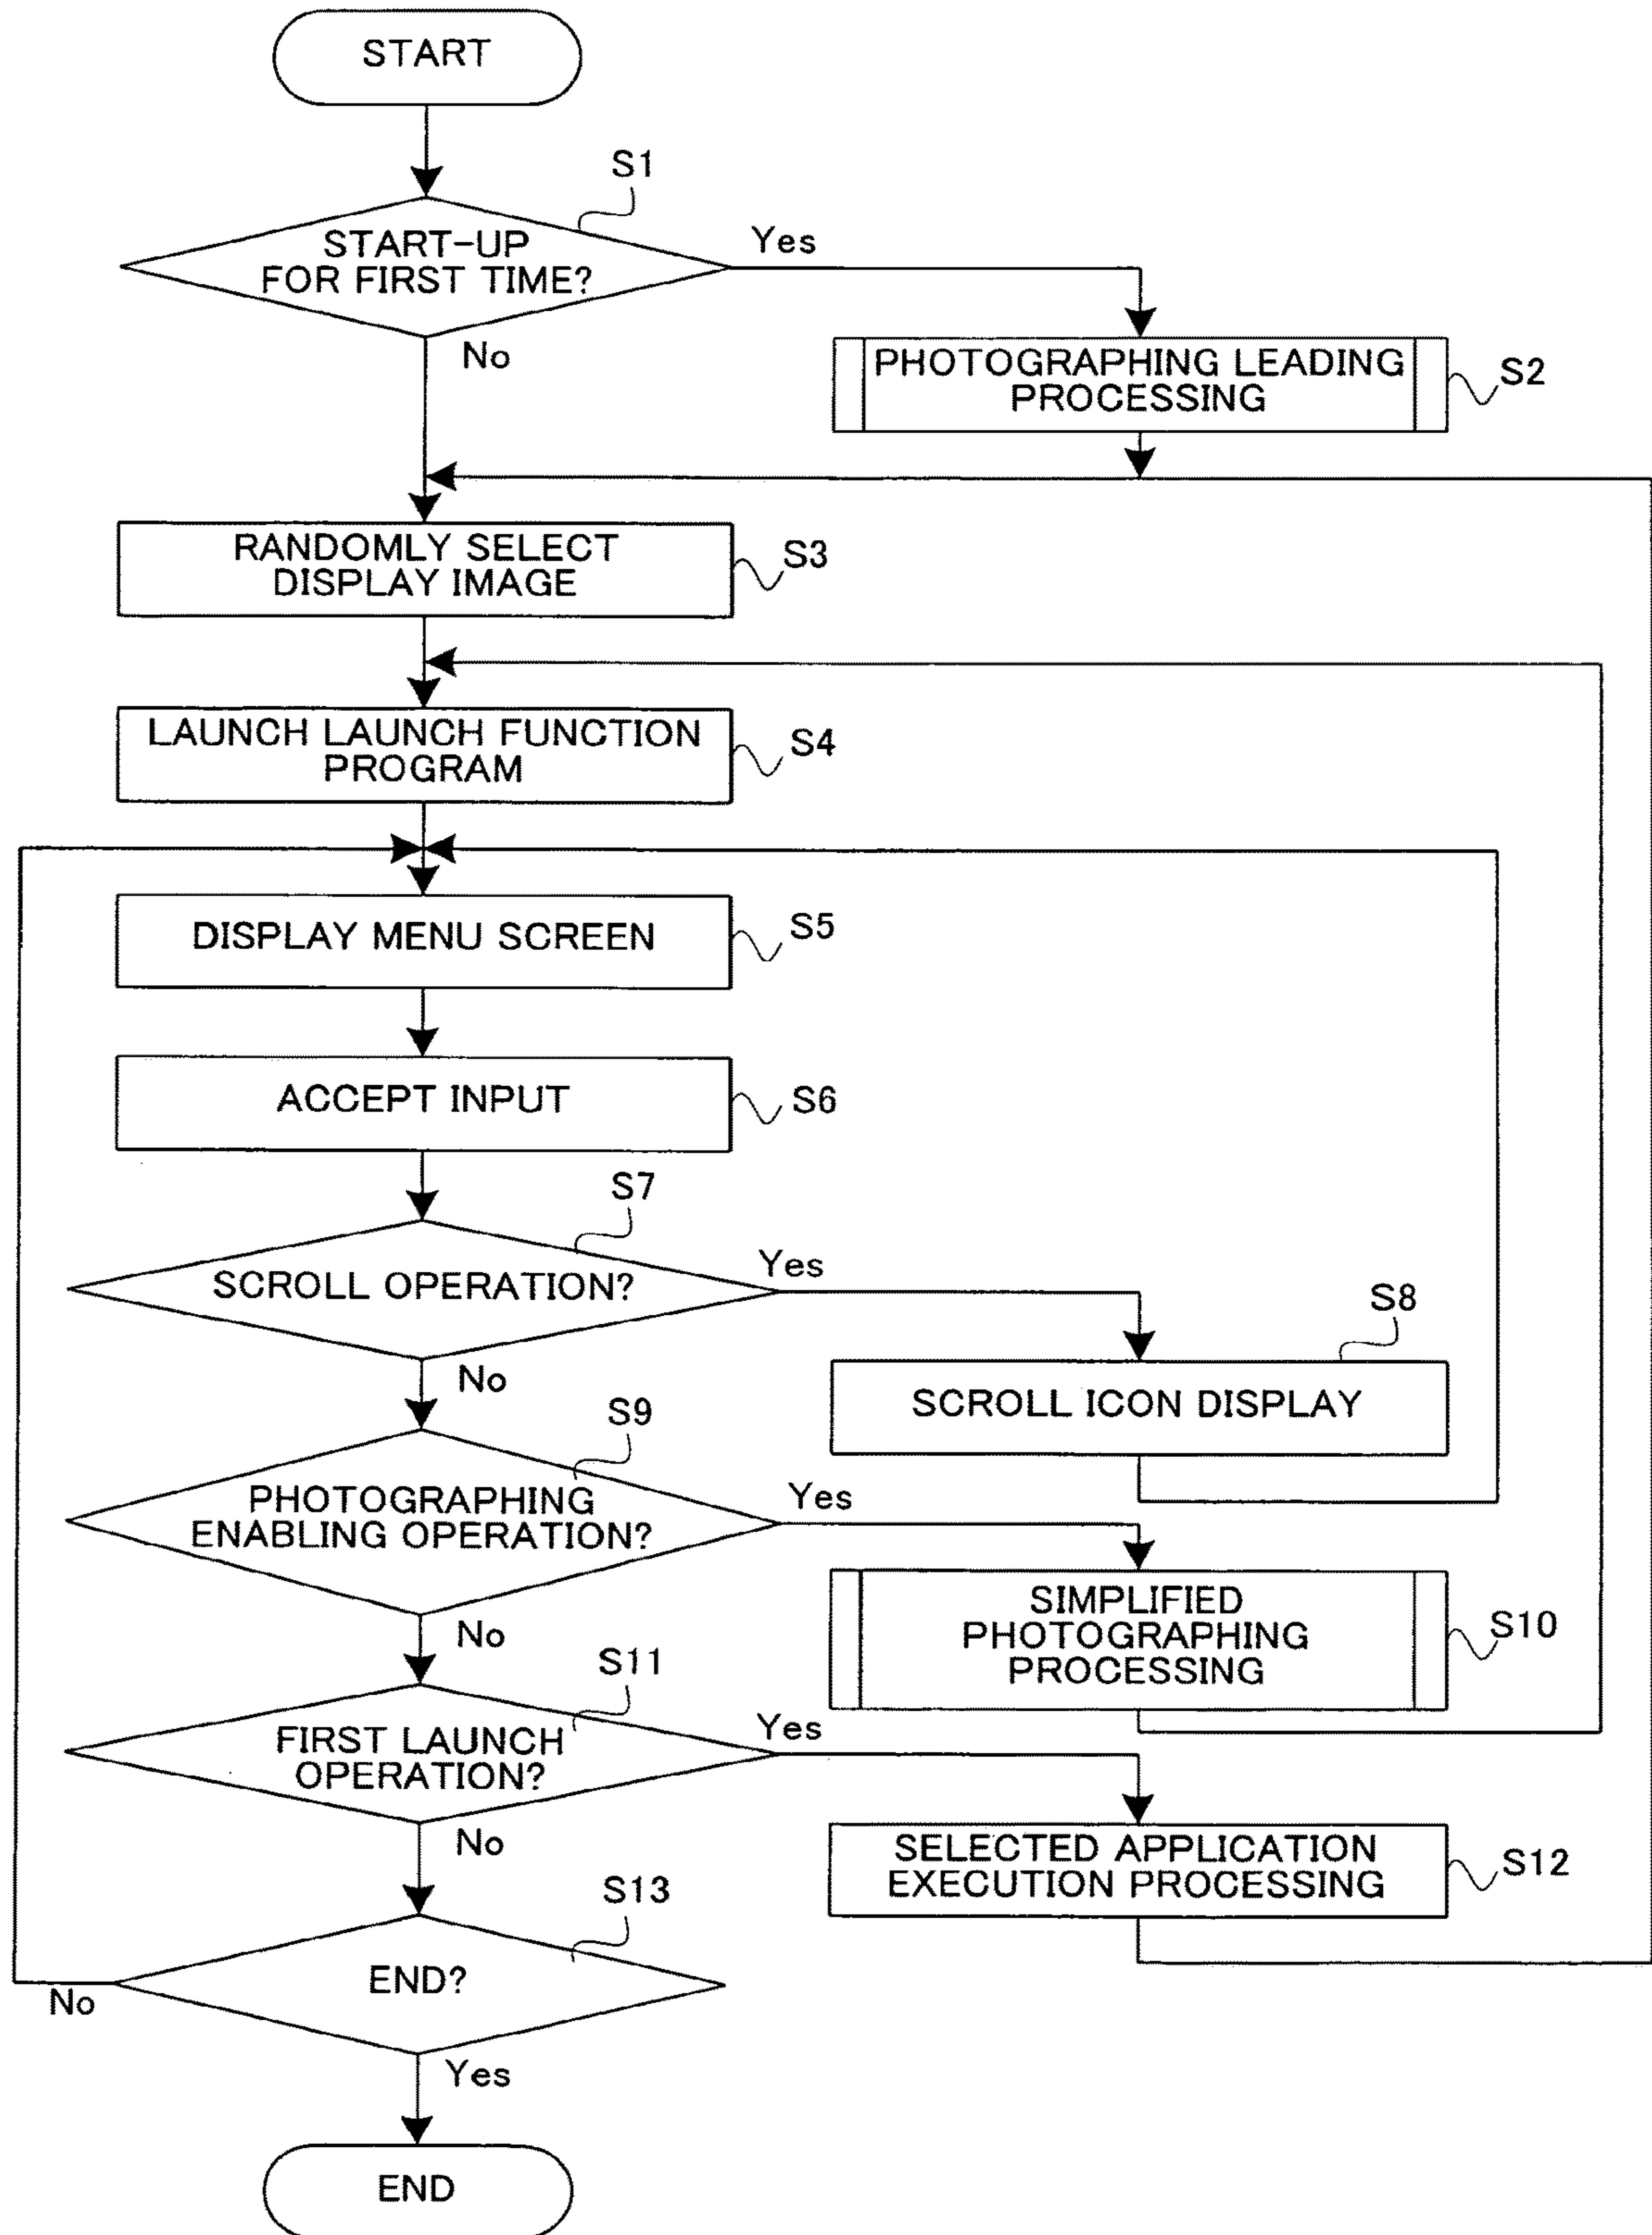 START
S1
START-UP
FOR FIRST TIME?
Yes
No
PHOTOGRAPHING LEADING
PROCESSING
S2
RANDOMLY SELECT
DISPLAY IMAGE
S3
LAUNCH LAUNCH FUNCTION
PROGRAM
S4
DISPLAY MENU SCREEN
S5
ACCEPT INPUT
S6
S7
SCROLL OPERATION?
Yes
No
S8
SCROLL ICON DISPLAY
S9
PHOTOGRAPHING
ENABLING OPERATION?
Yes
No
SIMPLIFIED
PHOTOGRAPHING
PROCESSING
S10
S11
FIRST LAUNCH
OPERATION?
Yes
No
SELECTED APPLICATION
EXECUTION PROCESSING
S12
S13
END?
No
Yes
END